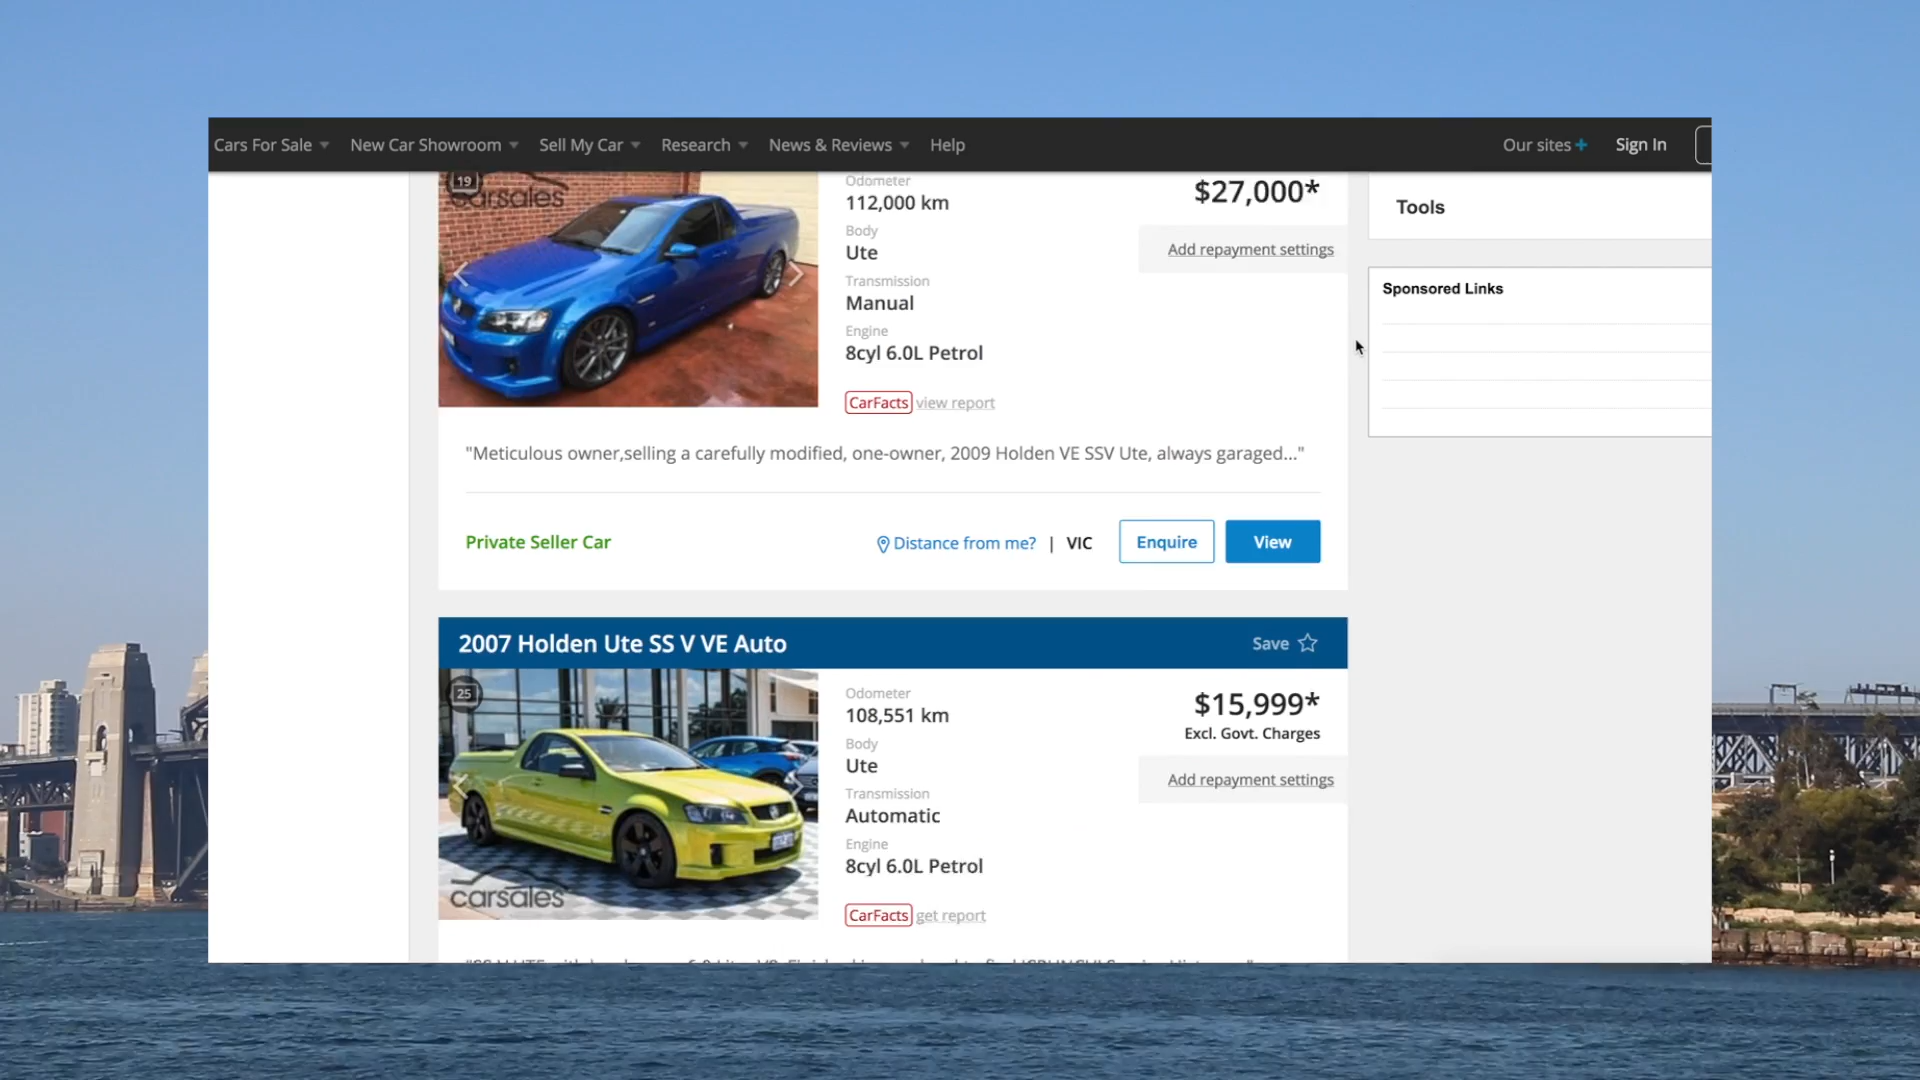 Cars For Sale New Car Showroom Sell My Car Research News & Reviews Help Our sites+ Sign In
19
carsales
Odometer
112,000 km
$27,000*
Body
Ute
Add repayment settings
Transmission
Manual
Engine
8cyl 6.0L Petrol
CarFacts view report
"Meticulous owner,selling a carefully modified, one-owner, 2009 Holden VE SSV Ute, always garaged..."
Private Seller Car
Distance from me? | VIC
Enquire
View
Tools
Sponsored Links
2007 Holden Ute SS V VE Auto
Save
25
carsales
Odometer
108,551 km
$15,999*
Excl. Govt. Charges
Body
Ute
Add repayment settings
Transmission
Automatic
Engine
8cyl 6.0L Petrol
CarFacts get report